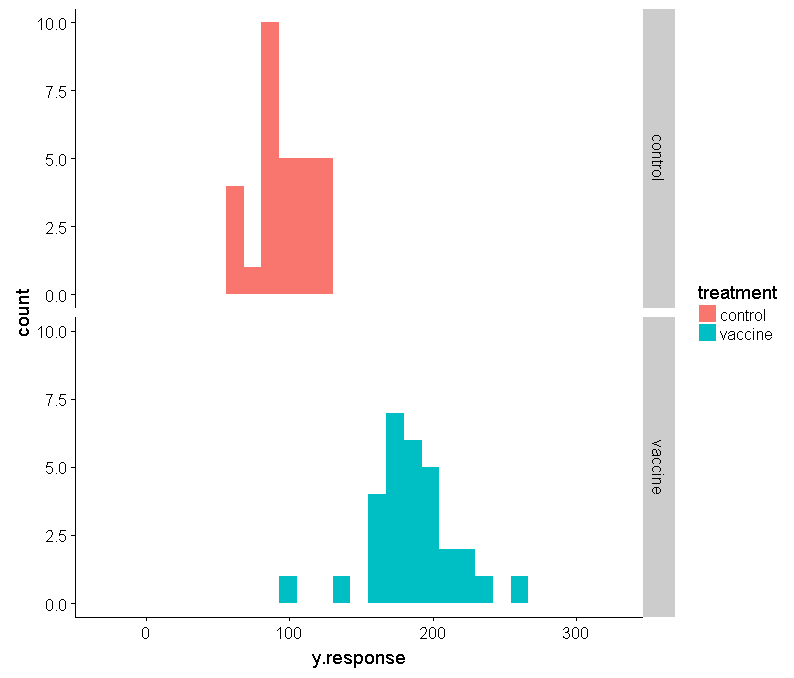 10.0
7.5
5.0
2.5
0.0
control
10.0
7.5
5.0
2.5
0.0
vaccine
count
0 100 200 300
y.response
treatment
control
vaccine